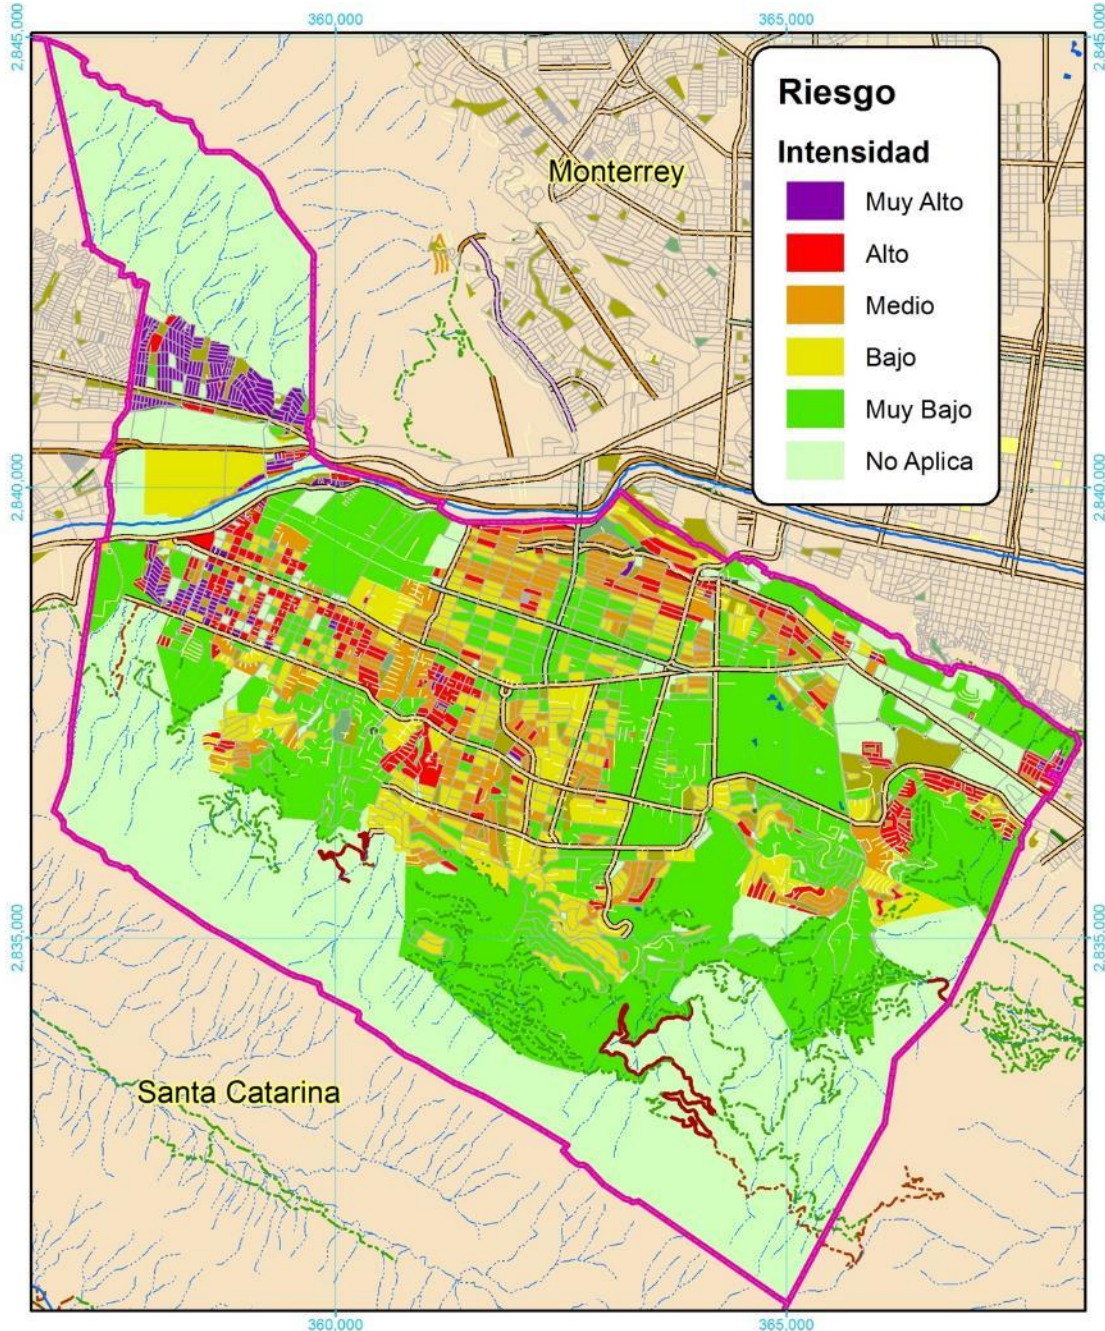 360,000
365,000
2,845,000
2,845,000
Riesgo
Intensidad
Muy Alto
Alto
Medio
Bajo
Muy Bajo
No Aplica
Monterrey
2,840,000
2,840,000
2,835,000
2,835,000
Santa Catarina
360,000
365,000